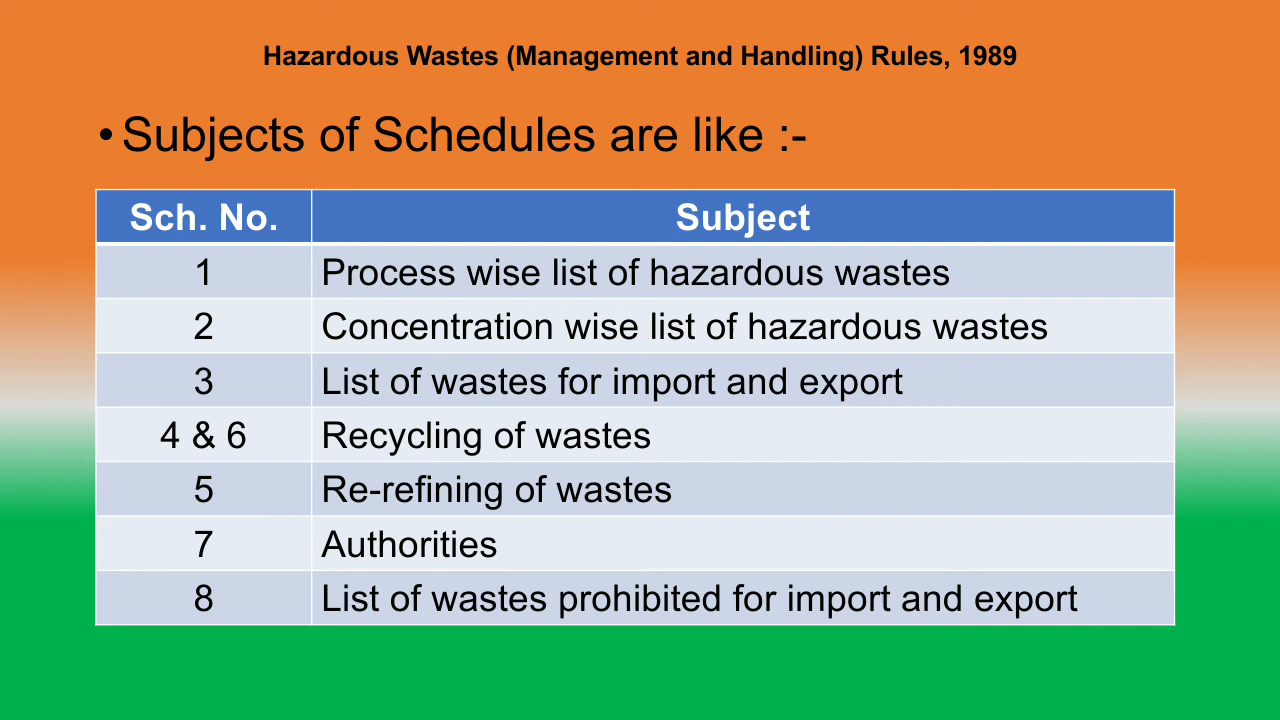 Hazardous Wastes (Management and Handling) Rules, 1989
• Subjects of Schedules are like :-
Sch. No. Subject
1 Process wise list of hazardous wastes
2 Concentration wise list of hazardous wastes
3 List of wastes for import and export
4 & 6 Recycling of wastes
5 Re-refining of wastes
7 Authorities
8 List of wastes prohibited for import and export